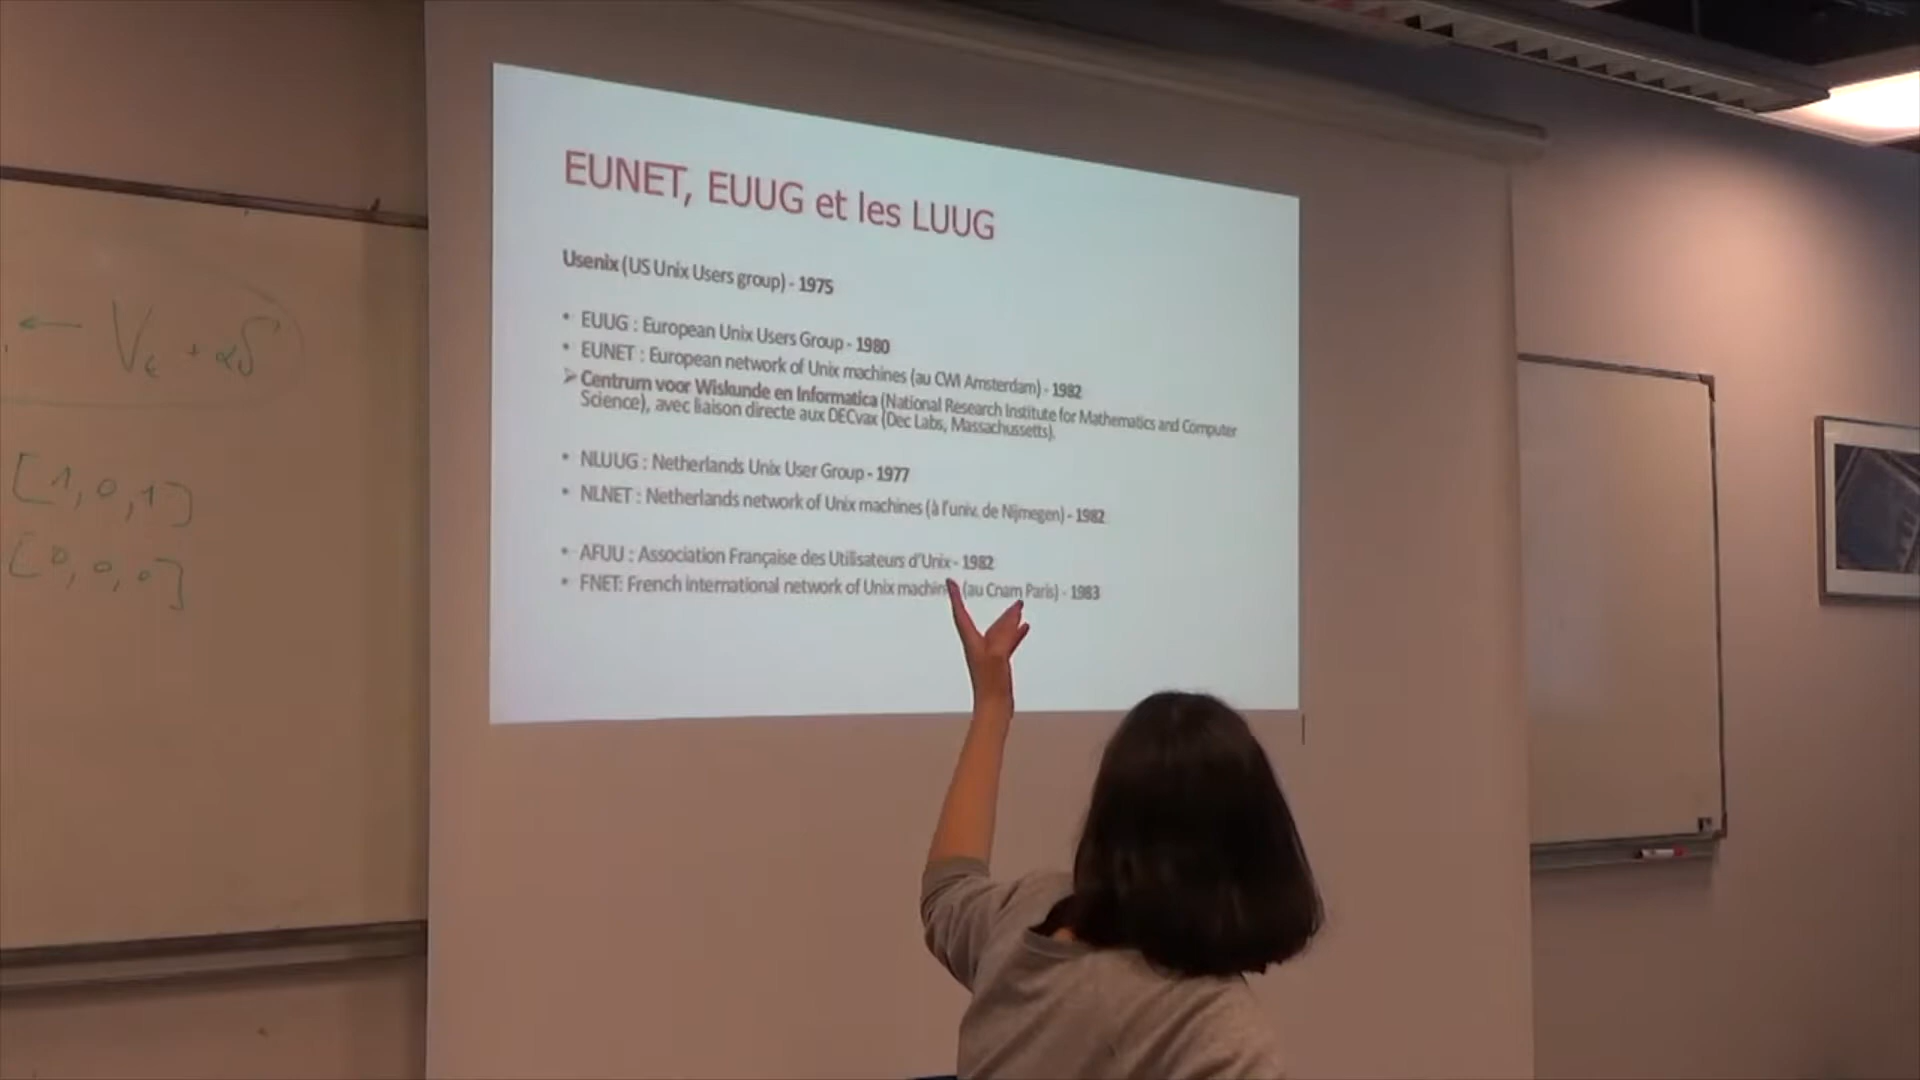 EUNET, EUUG et les LUUG
Usenix (US Unix Users group) - 1975
• EUUG : European Unix Users Group - 1980
• EUNET : European network of Unix machines (au CWI Amsterdam) - 1982
➢ Centrum voor Wiskunde en Informatica (National Research Institute for Mathematics and Computer
Science), avec liaison directe aux DECvax (Dec Labs, Massachussetts).
• NLUUG : Netherlands Unix User Group - 1977
• NLNET : Netherlands network of Unix machines (à l'univ. de Nijmegen) - 1982
• AFUU : Association Française des Utilisateurs d'Unix - 1982
• FNET: French international network of Unix machin (au Cnam Paris) - 1983
[1,0,1]
[0,0,0]